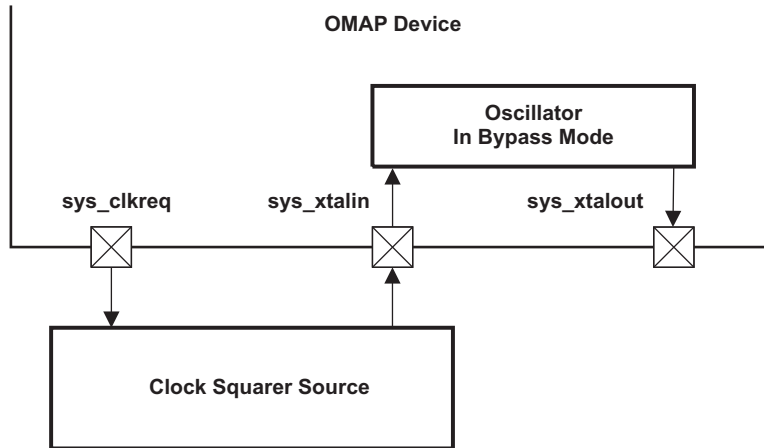 OMAP Device
Oscillator
In Bypass Mode
sys_clkreq
sys_xtalin
sys_xtalout
Clock Squarer Source